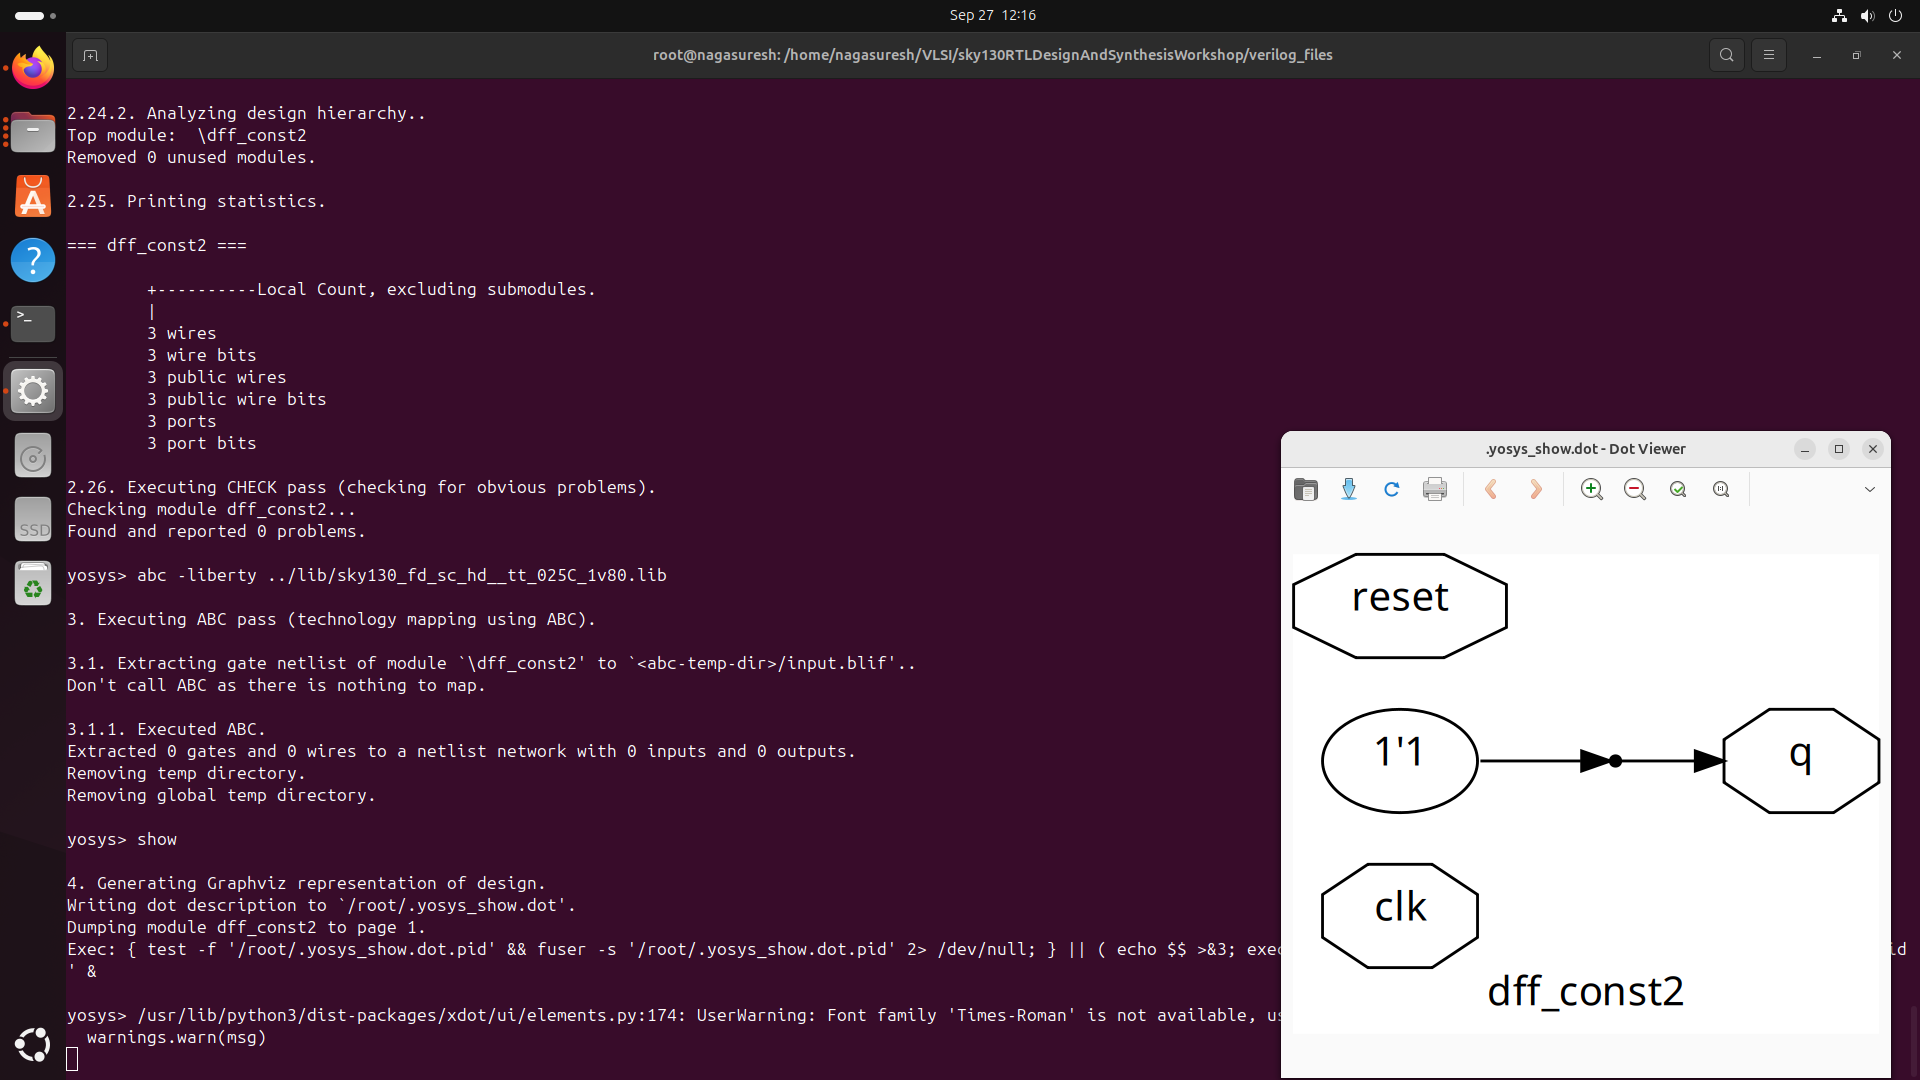 Sep 27 12:16
root@nagasuresh: /home/nagasuresh/VLSI/sky130RTLDesignAndSynthesisWorkshop/verilog_files
2.24.2. Analyzing design hierarchy..
Top module:  \dff_const2
Removed 0 unused modules.
2.25. Printing statistics.
=== dff_const2 ===
+----------Local Count, excluding submodules.
|
3 wires
3 wire bits
3 public wires
3 public wire bits
3 ports
3 port bits
2.26. Executing CHECK pass (checking for obvious problems).
Checking module dff_const2...
Found and reported 0 problems.
yosys> abc -liberty ../lib/sky130_fd_sc_hd__tt_025C_1v80.lib
3. Executing ABC pass (technology mapping using ABC).
3.1. Extracting gate netlist of module `\dff_const2' to `<abc-temp-dir>/input.blif'..
Don't call ABC as there is nothing to map.
3.1.1. Executed ABC.
Extracted 0 gates and 0 wires to a netlist network with 0 inputs and 0 outputs.
Removing temp directory.
Removing global temp directory.
yosys> show
4. Generating Graphviz representation of design.
Writing dot description to `/root/.yosys_show.dot'.
Dumping module dff_const2 to page 1.
Exec: { test -f '/root/.yosys_show.dot.pid' && fuser -s '/root/.yosys_show.dot.pid' 2> /dev/null; } || ( echo $$ >&3; exec id
' &
yosys> /usr/lib/python3/dist-packages/xdot/ui/elements.py:174: UserWarning: Font family 'Times-Roman' is not available, us
warnings.warn(msg)
.yosys_show.dot - Dot Viewer
reset
1'1
q
clk
dff_const2
SSD